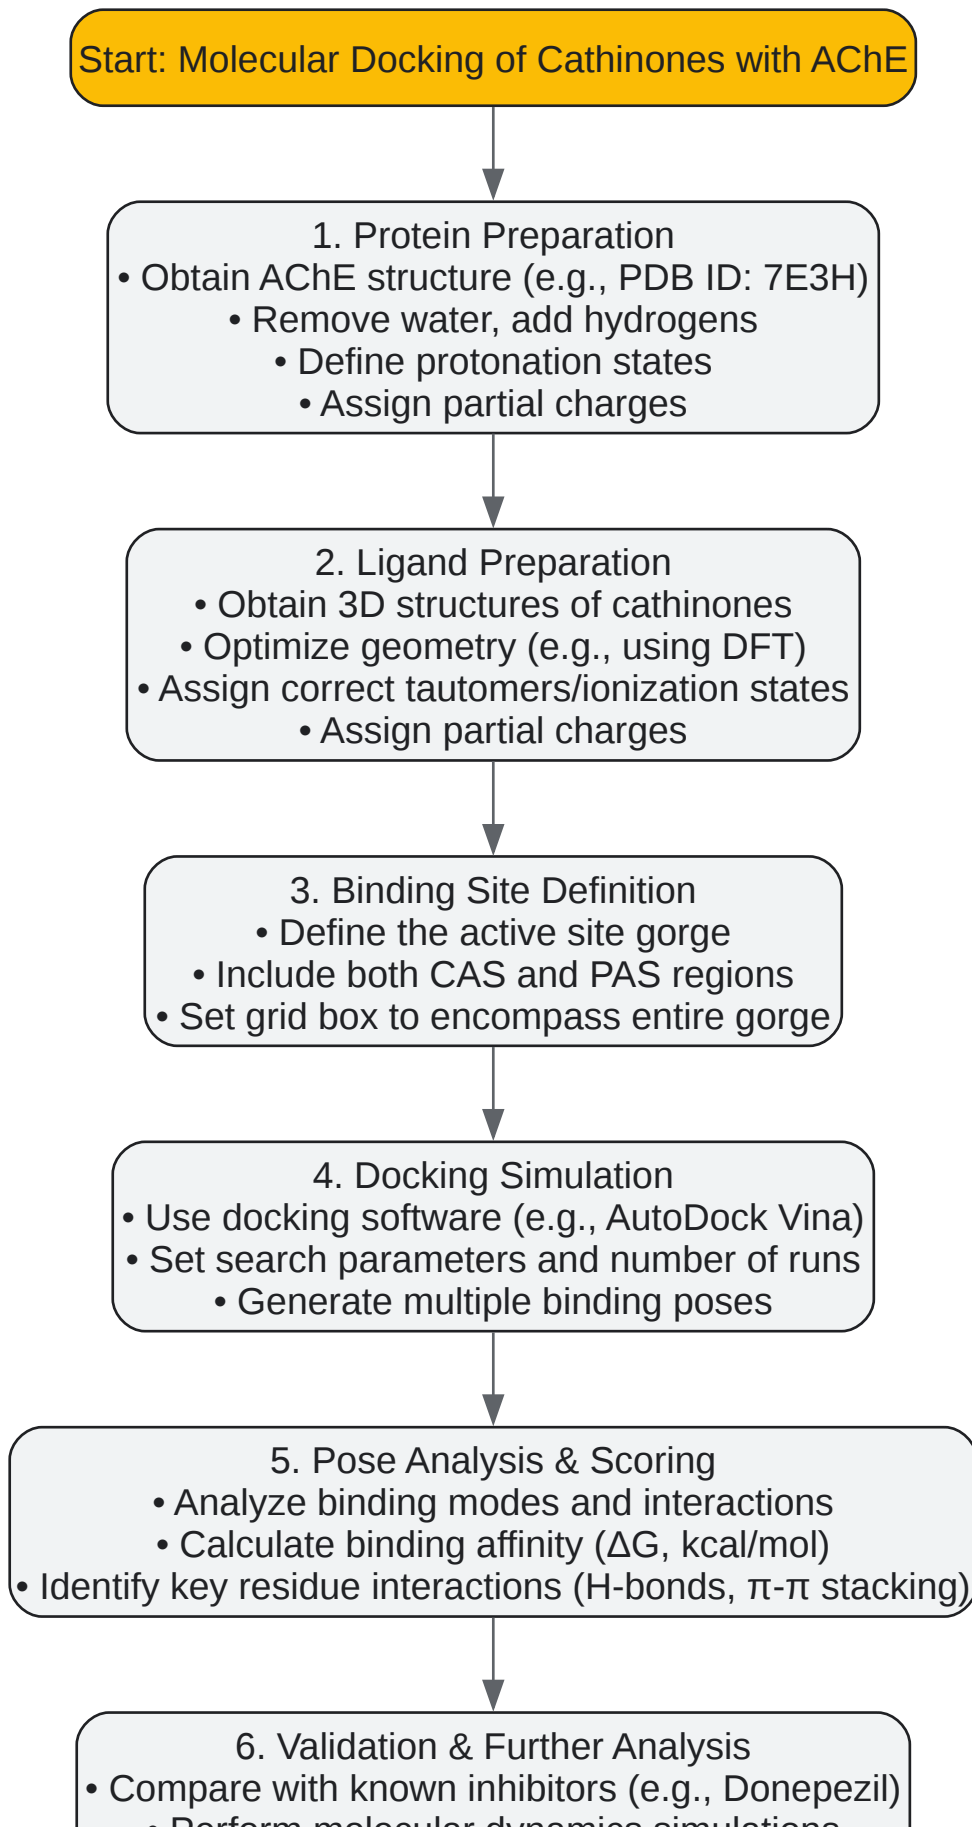 Start: Molecular Docking of Cathinones with AChE
1. Protein Preparation
• Obtain AChE structure (e.g., PDB ID: 7E3H)
• Remove water, add hydrogens
• Define protonation states
• Assign partial charges
2. Ligand Preparation
• Obtain 3D structures of cathinones
• Optimize geometry (e.g., using DFT)
• Assign correct tautomers/ionization states
• Assign partial charges
3. Binding Site Definition
• Define the active site gorge
• Include both CAS and PAS regions
• Set grid box to encompass entire gorge
4. Docking Simulation
• Use docking software (e.g., AutoDock Vina)
• Set search parameters and number of runs
• Generate multiple binding poses
5. Pose Analysis & Scoring
• Analyze binding modes and interactions
• Calculate binding affinity (ΔG, kcal/mol)
• Identify key residue interactions (H-bonds, π-π stacking)
6. Validation & Further Analysis
• Compare with known inhibitors (e.g., Donepezil)
• Perform molecular dynamics simulations